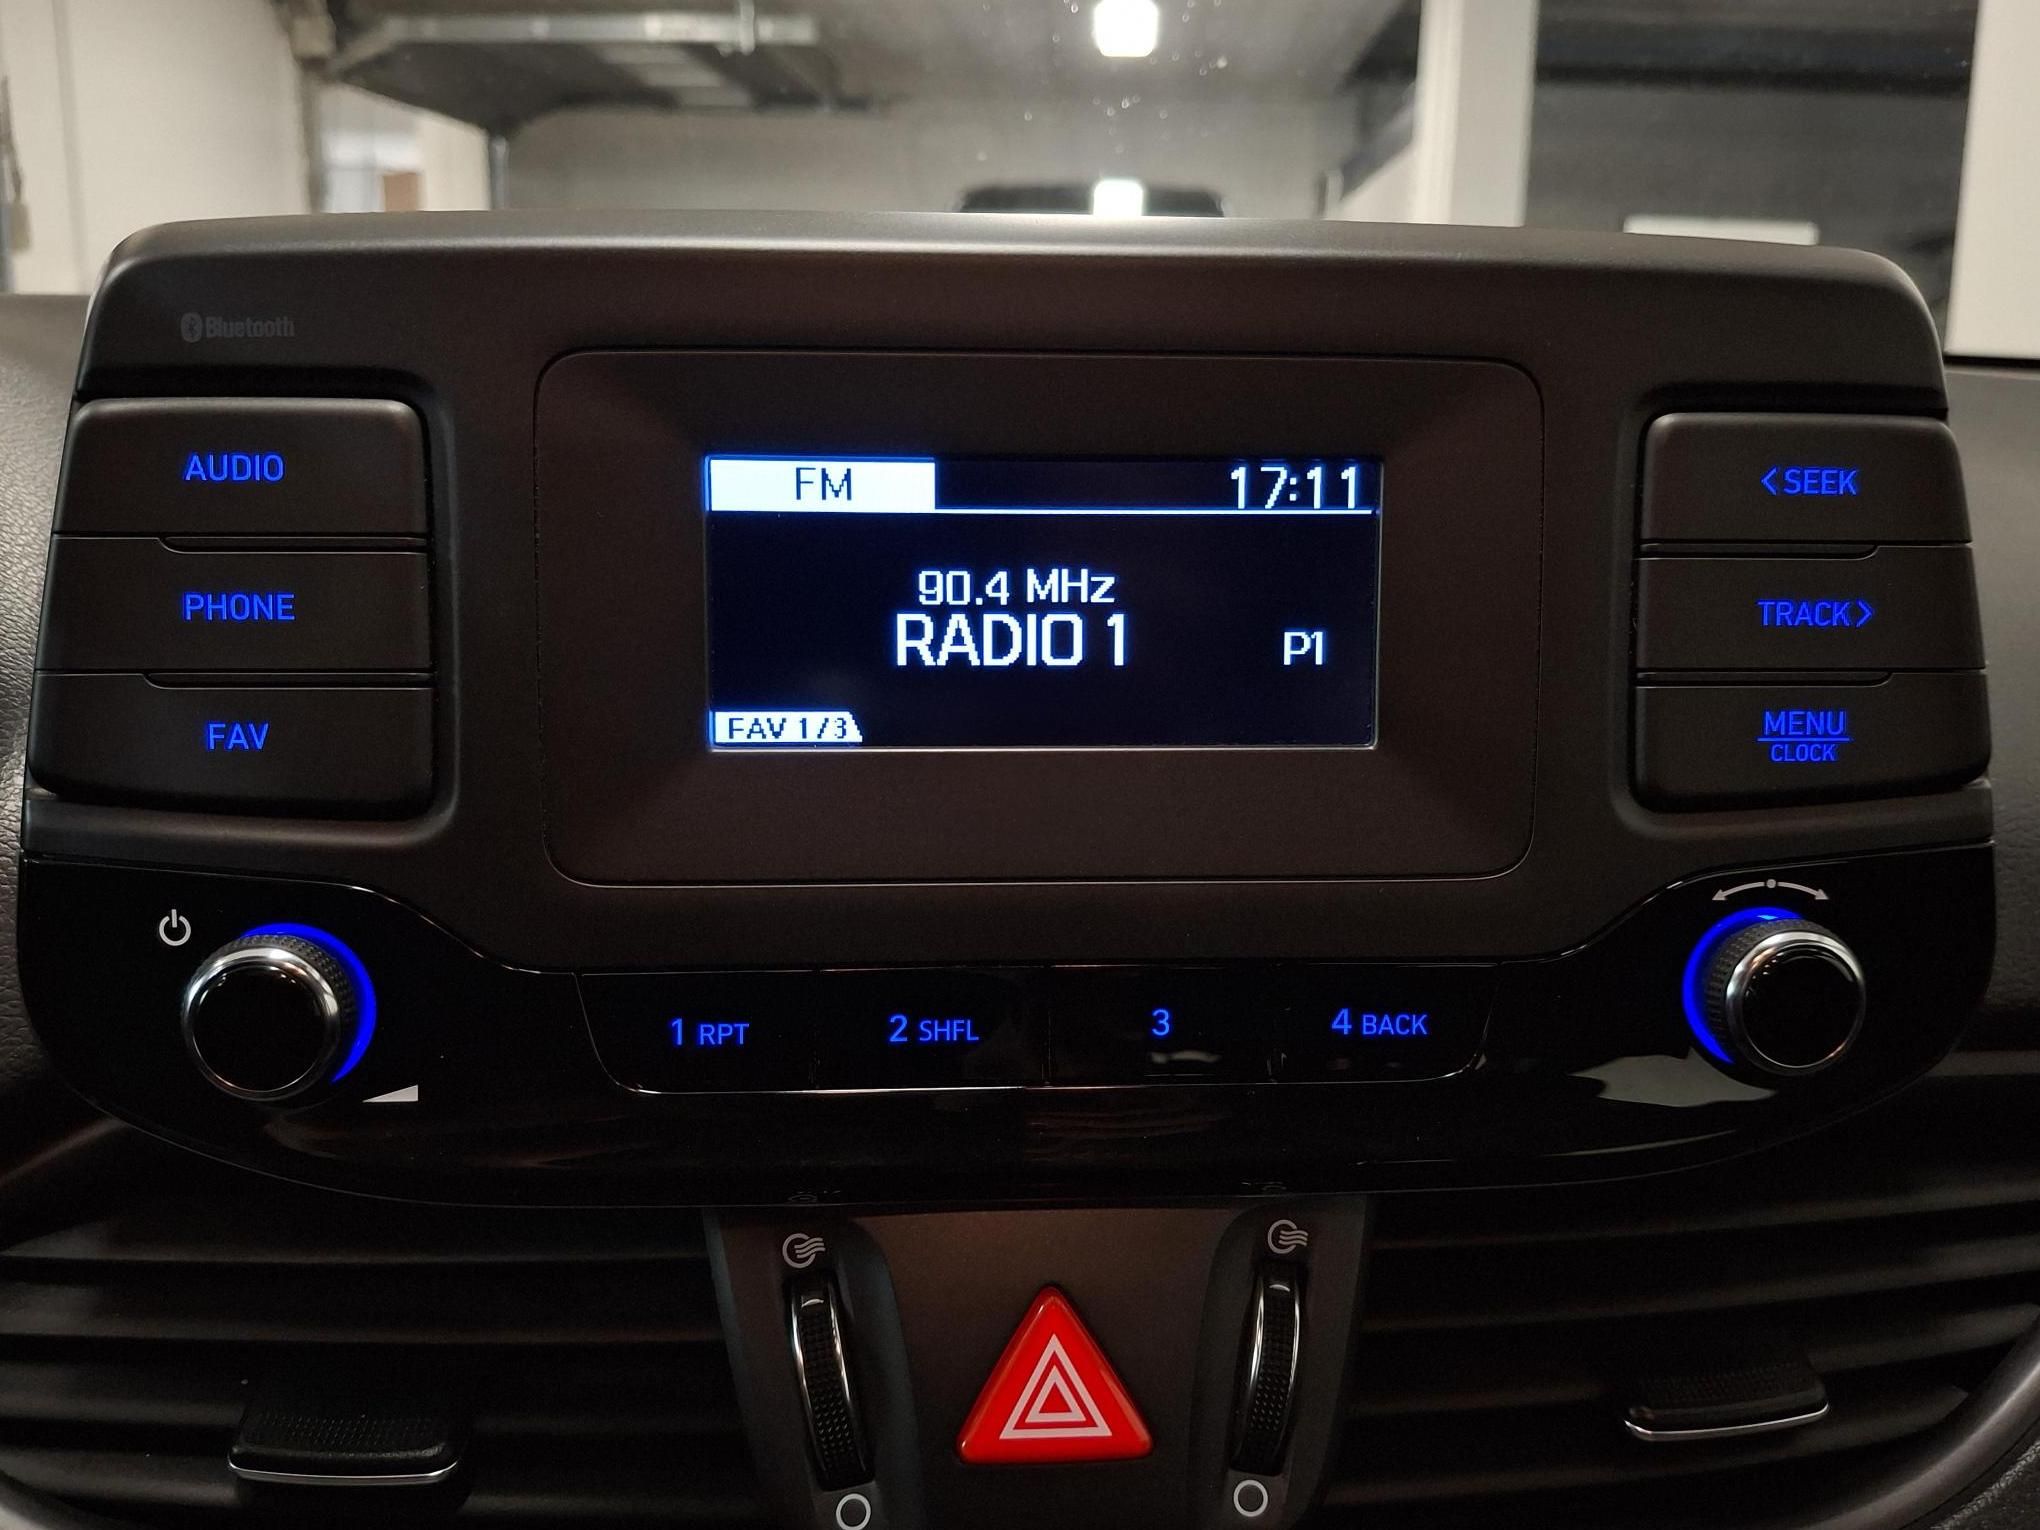 Bluetooth
AUDIO
PHONE
FAV
FM 17:11
90.4 MHz
RADIO 1
P1
FAV 1/3
<SEEK
TRACK>
MENU
CLOCK
1 RPT
2 SHFL
3
4 BACK